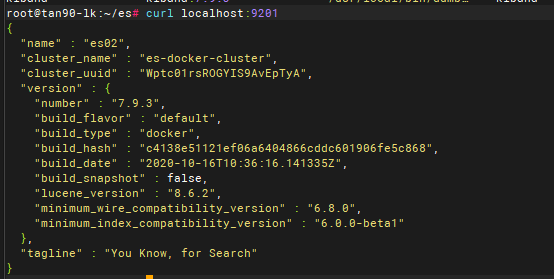 root@tan90-lk:~/es# curl localhost:9201
{
  "name" : "es02",
  "cluster_name" : "es-docker-cluster",
  "cluster_uuid" : "Wptc01rsROGYIS9AvEpTyA",
  "version" : {
    "number" : "7.9.3",
    "build_flavor" : "default",
    "build_type" : "docker",
    "build_hash" : "c4138e51121ef06a6404866cddc601906fe5c868",
    "build_date" : "2020-10-16T10:36:16.141335Z",
    "build_snapshot" : false,
    "lucene_version" : "8.6.2",
    "minimum_wire_compatibility_version" : "6.8.0",
    "minimum_index_compatibility_version" : "6.0.0-beta1"
  },
  "tagline" : "You Know, for Search"
}